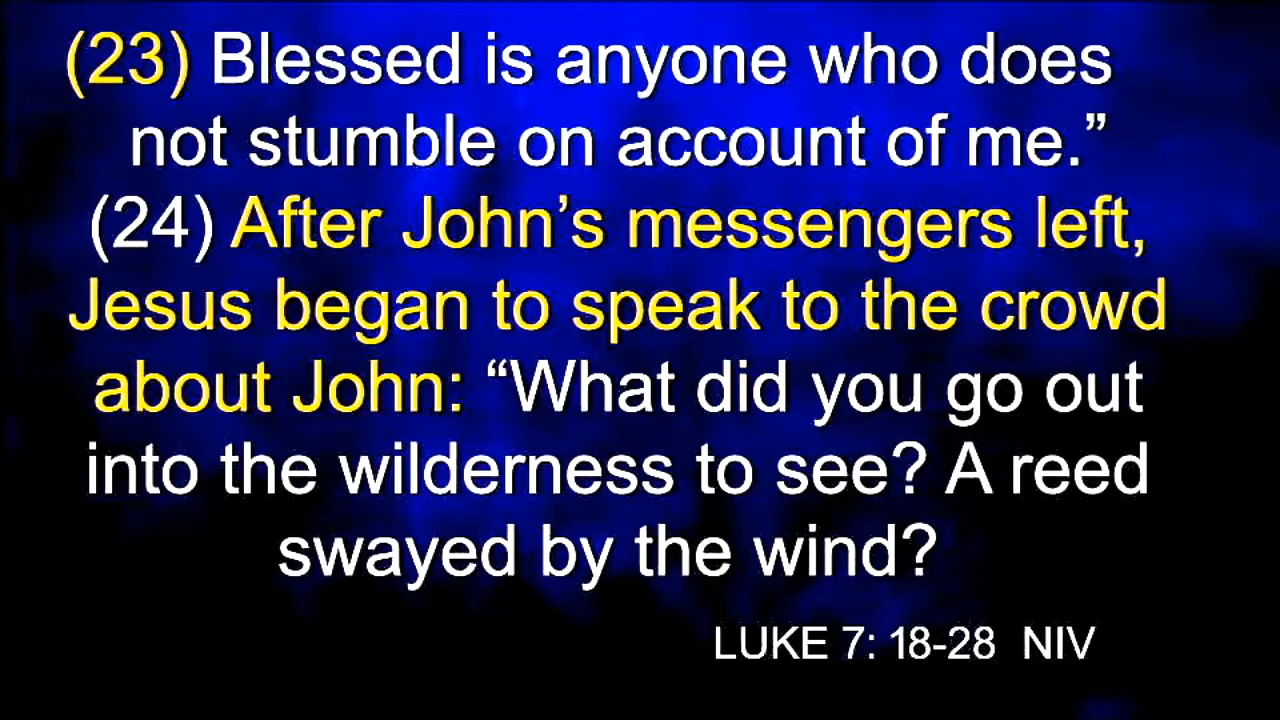 (23) Blessed is anyone who does
not stumble on account of me.”
(24) After John’s messengers left,
Jesus began to speak to the crowd
about John: “What did you go out
into the wilderness to see? A reed
swayed by the wind?
LUKE 7: 18-28 NIV